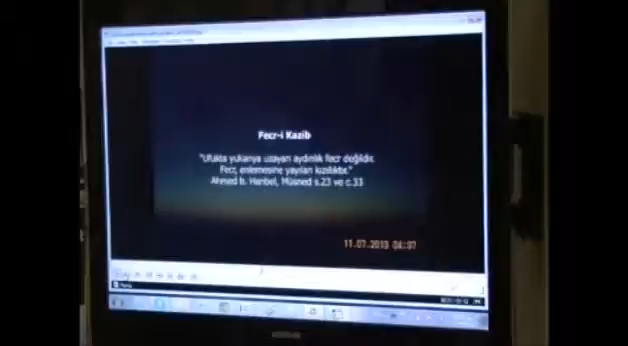 Fecr-i Kazib
"Ufukta yukarıya uzayan aydınlık fecr değildir.
Fecr, enlemesine yayılan kızıllıktır."
Ahmed b. Hanbel, Müsned s.23 ve c.33
11.07.2013 04:07